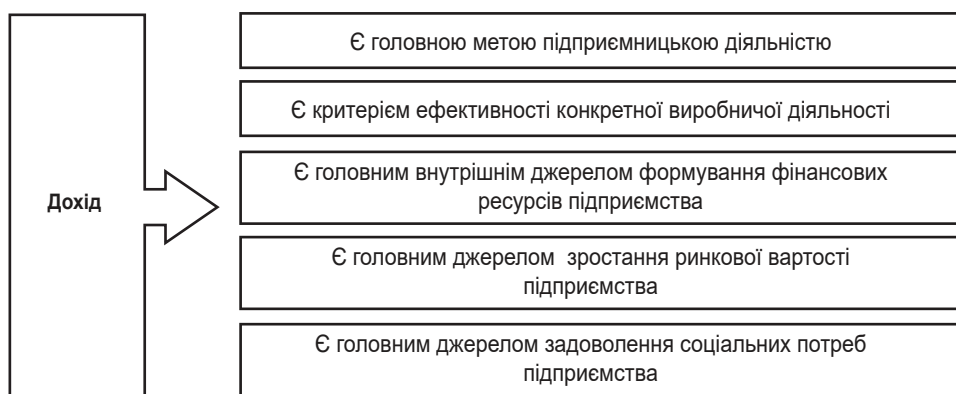 Дохід
Є головною метою підприємницькою діяльністю
Є критерієм ефективності конкретної виробничої діяльності
Є головним внутрішнім джерелом формування фінансових
ресурсів підприємства
Є головним джерелом зростання ринкової вартості
підприємства
Є головним джерелом задоволення соціальних потреб
підприємства